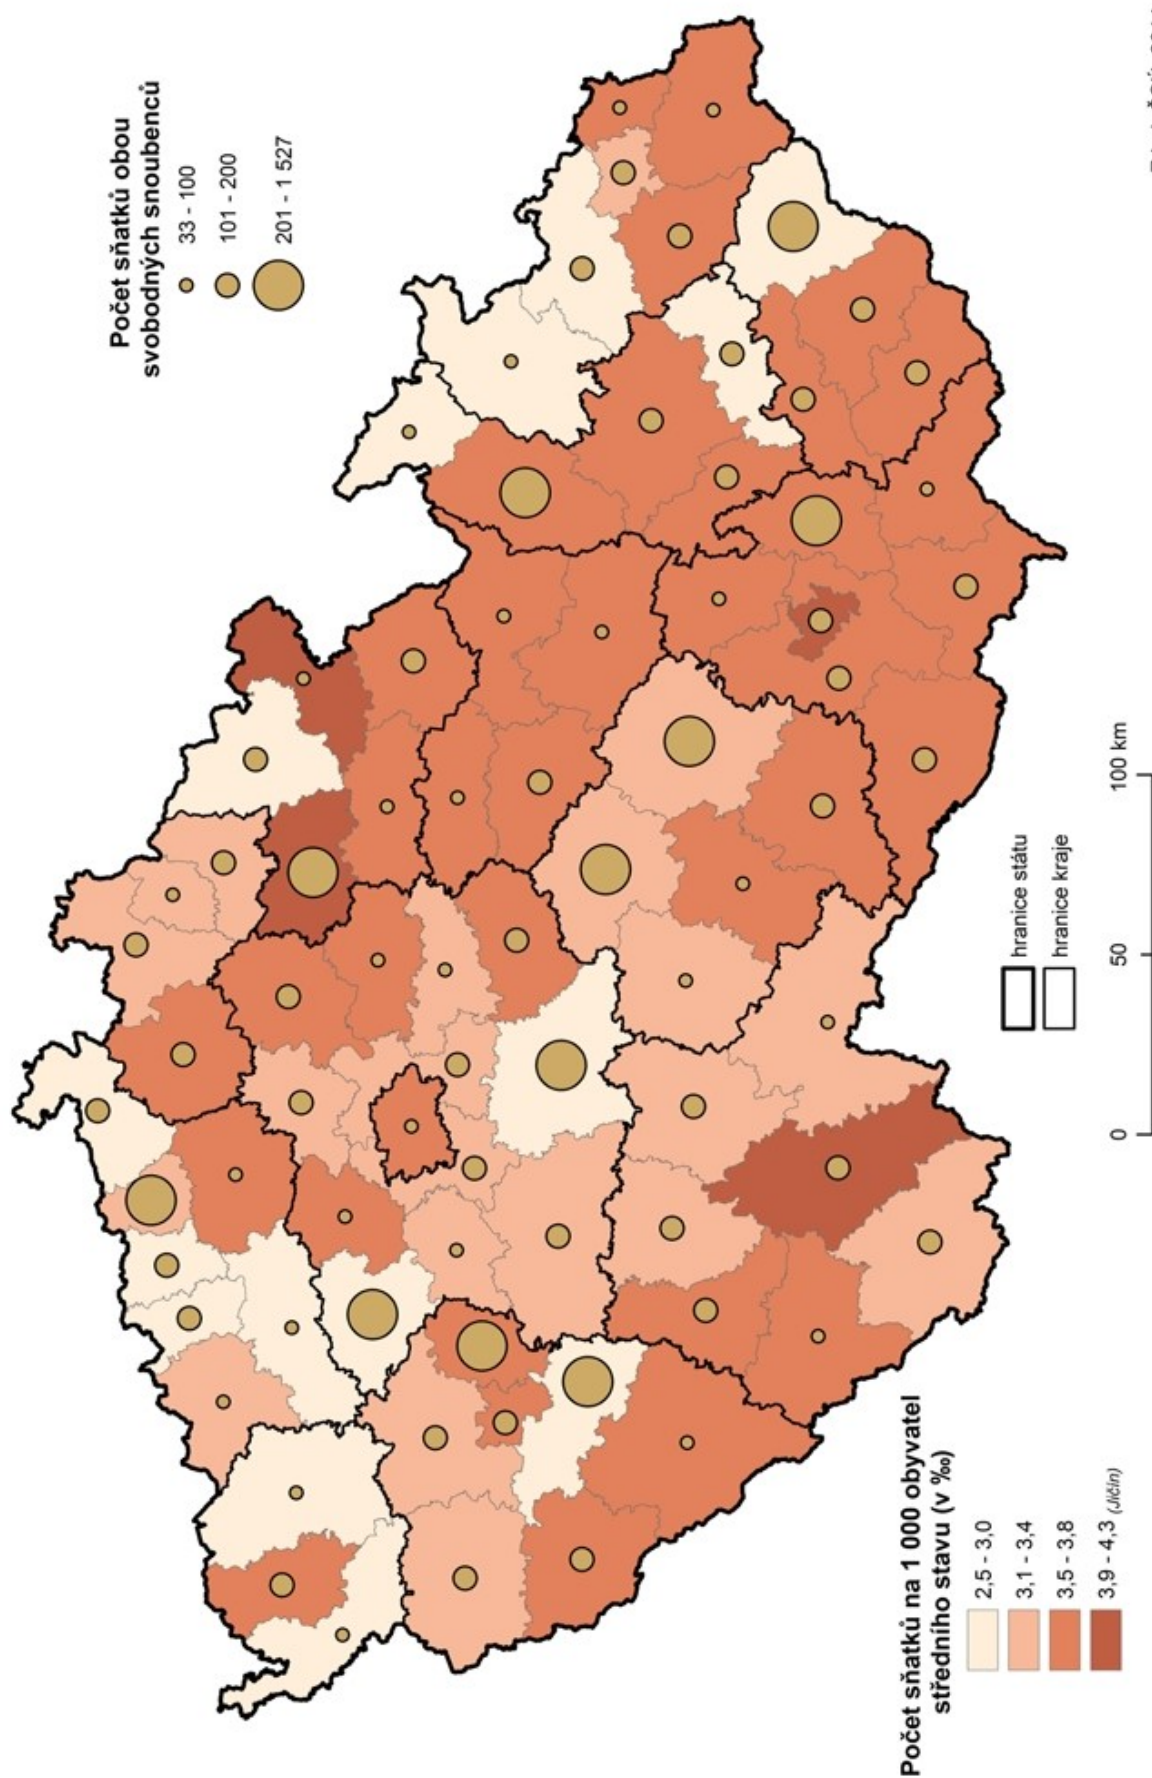 Počet sňatků obou
svobodných snoubenců
33 - 100
101 - 200
201 - 1 527
Počet sňatků na 1 000 obyvatel
středního stavu (v ‰)
2,5 - 3,0
3,1 - 3,4
3,5 - 3,8
3,9 - 4,3 (Jičín)
hranice státu
hranice kraje
0 50 100 km